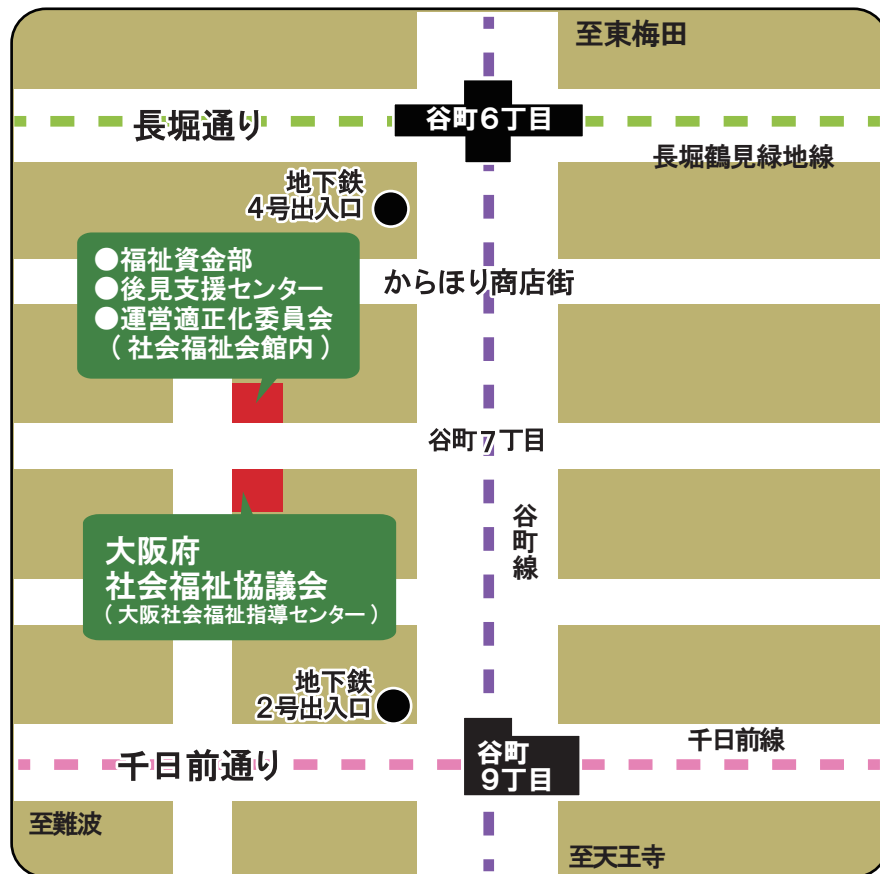 至東梅田
長堀通り
谷町6丁目
長堀鶴見緑地線
地下鉄
4号出入口
●福祉資金部
●後見支援センター
●運営適正化委員会
（社会福祉会館内）
からほり商店街
谷町7丁目
谷町線
大阪府
社会福祉協議会
（大阪社会福祉指導センター）
地下鉄
2号出入口
千日前通り
谷町
9丁目
千日前線
至難波
至天王寺